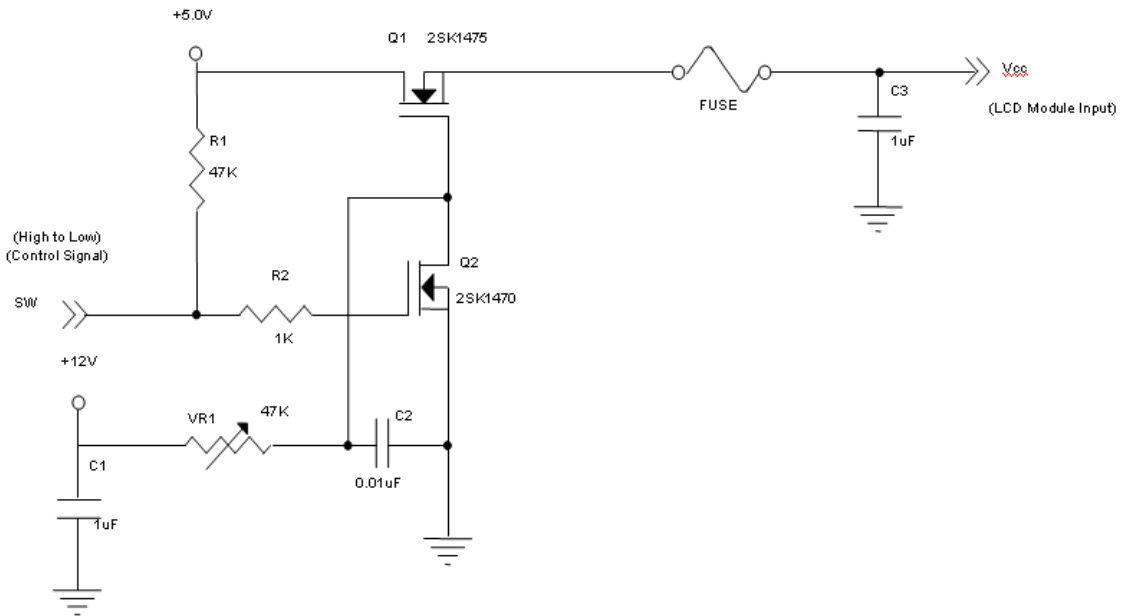 +5.0V
Q1 2SK1475
Vcc
FUSE
C3
(LCD Module Input)
1uF
R1
47K
(High to Low)
(Control Signal)
SW
R2
1K
Q2
2SK1470
+12V
VR1
47K
C2
0.01uF
C1
1uF